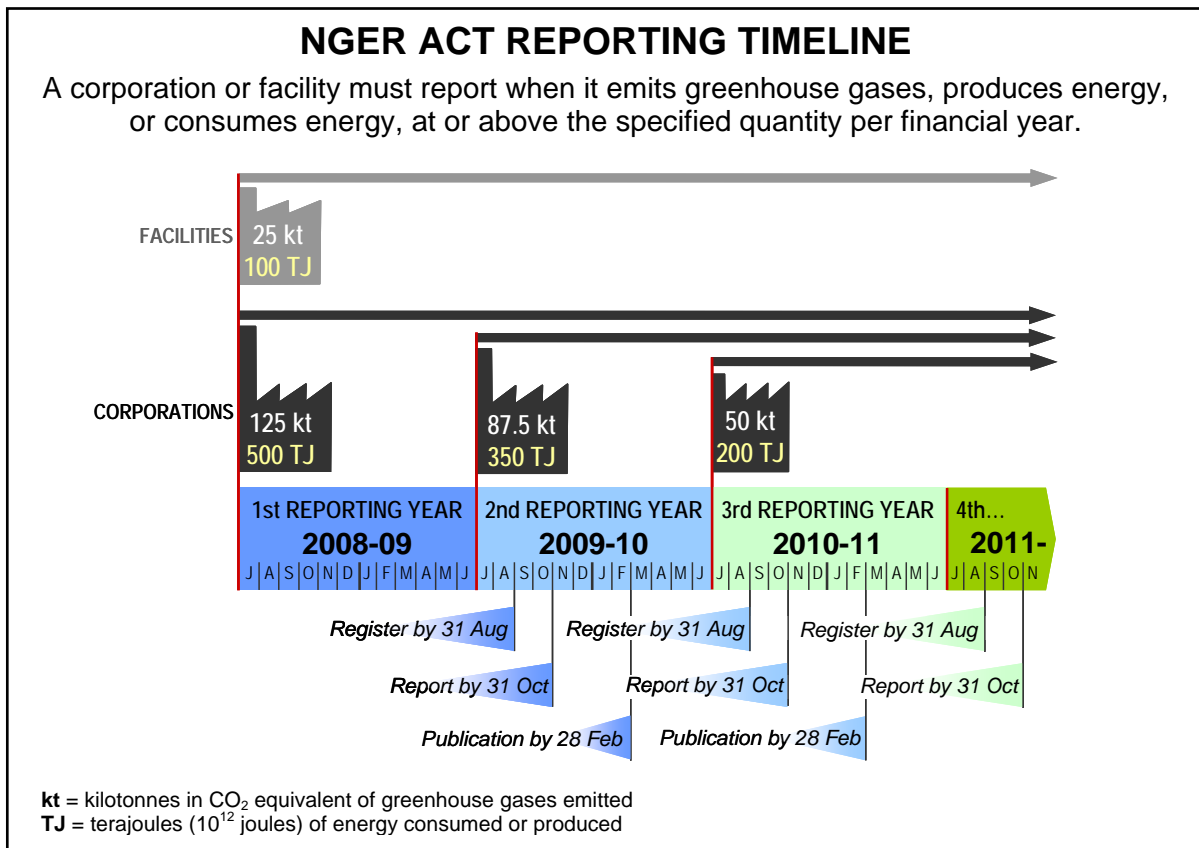 NGER ACT REPORTING TIMELINE
A corporation or facility must report when it emits greenhouse gases, produces energy,
or consumes energy, at or above the specified quantity per financial year.
FACILITIES
25 kt
100 TJ
CORPORATIONS
125 kt
500 TJ
87.5 kt
350 TJ
50 kt
200 TJ
1st REPORTING YEAR
2008-09
2nd REPORTING YEAR
2009-10
3rd REPORTING YEAR
2010-11
4th...
2011-
J A S O N D J F M A M J J A S O N D J F M A M J J A S O N D J F M A M J J A S O N
Register by 31 Aug
Register by 31 Aug
Register by 31 Aug
Report by 31 Oct
Report by 31 Oct
Report by 31 Oct
Publication by 28 Feb
Publication by 28 Feb
kt = kilotonnes in CO₂ equivalent of greenhouse gases emitted
TJ = terajoules (10¹² joules) of energy consumed or produced